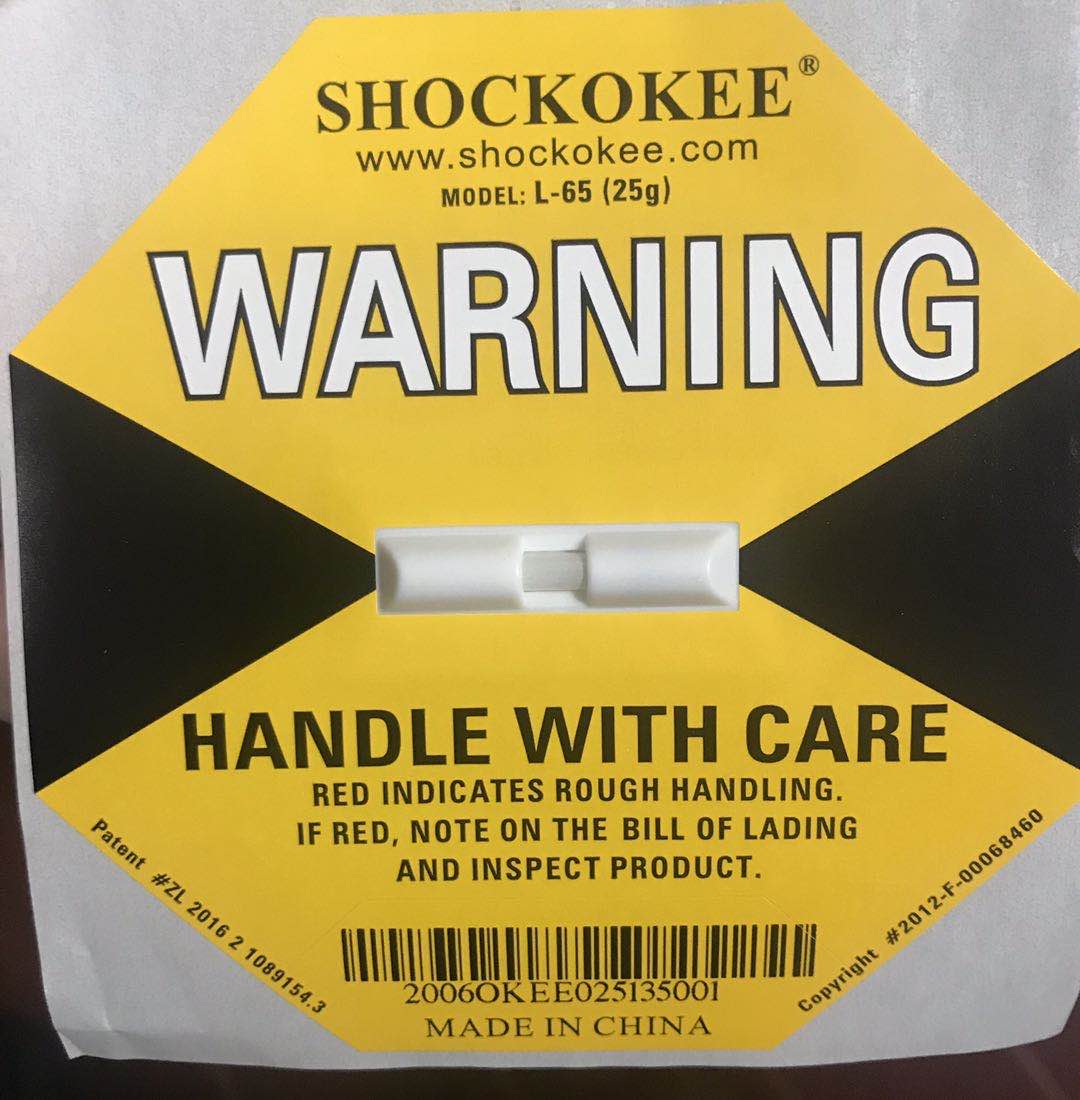 SHOCKOKEE®
www.shockokee.com
MODEL: L-65 (25g)
WARNING
HANDLE WITH CARE
RED INDICATES ROUGH HANDLING.
IF RED, NOTE ON THE BILL OF LADING
AND INSPECT PRODUCT.
Patent #ZL 2016 2 1089154.3
Copyright #2012-F-00068460
2006OKEE025135001
MADE IN CHINA